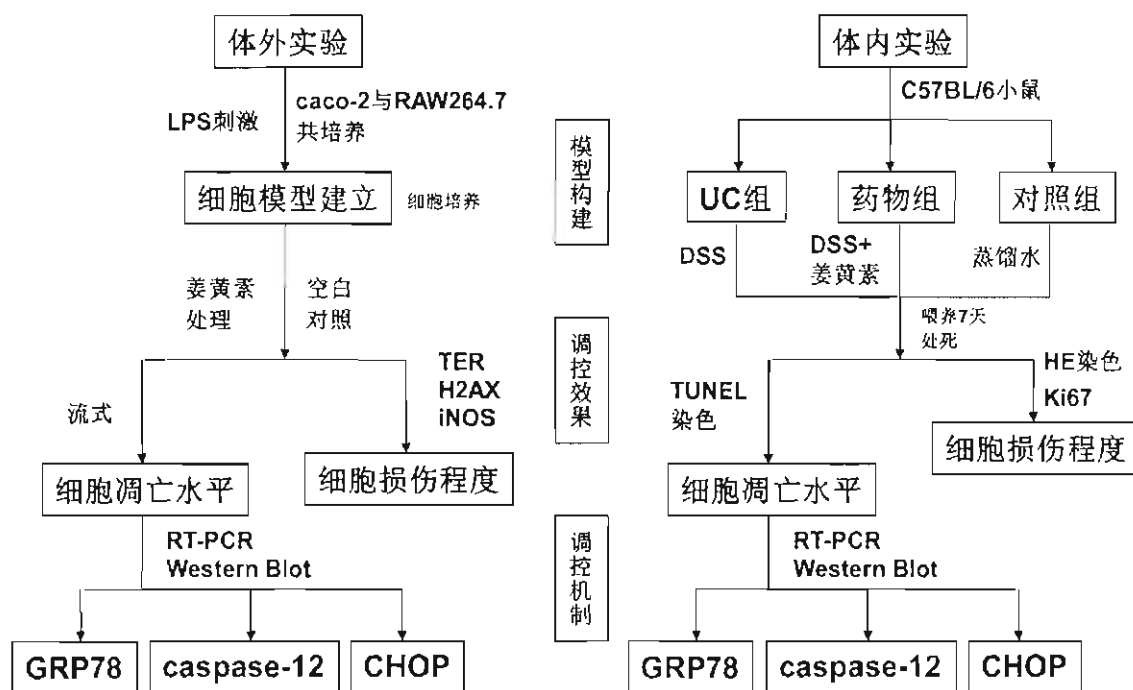 体外实验
LPS刺激
caco-2与RAW264.7
共培养
细胞模型建立
细胞培养
姜黄素
处理
空白
对照
流式
TER
H2AX
iNOS
细胞凋亡水平
细胞损伤程度
RT-PCR
Western Blot
GRP78
caspase-12
CHOP
模型构建
调控效果
调控机制
体内实验
C57BL/6小鼠
UC组
药物组
对照组
DSS
DSS+
姜黄素
蒸馏水
喂养7天
处死
TUNEL
染色
HE染色
Ki67
细胞凋亡水平
细胞损伤程度
RT-PCR
Western Blot
GRP78
caspase-12
CHOP